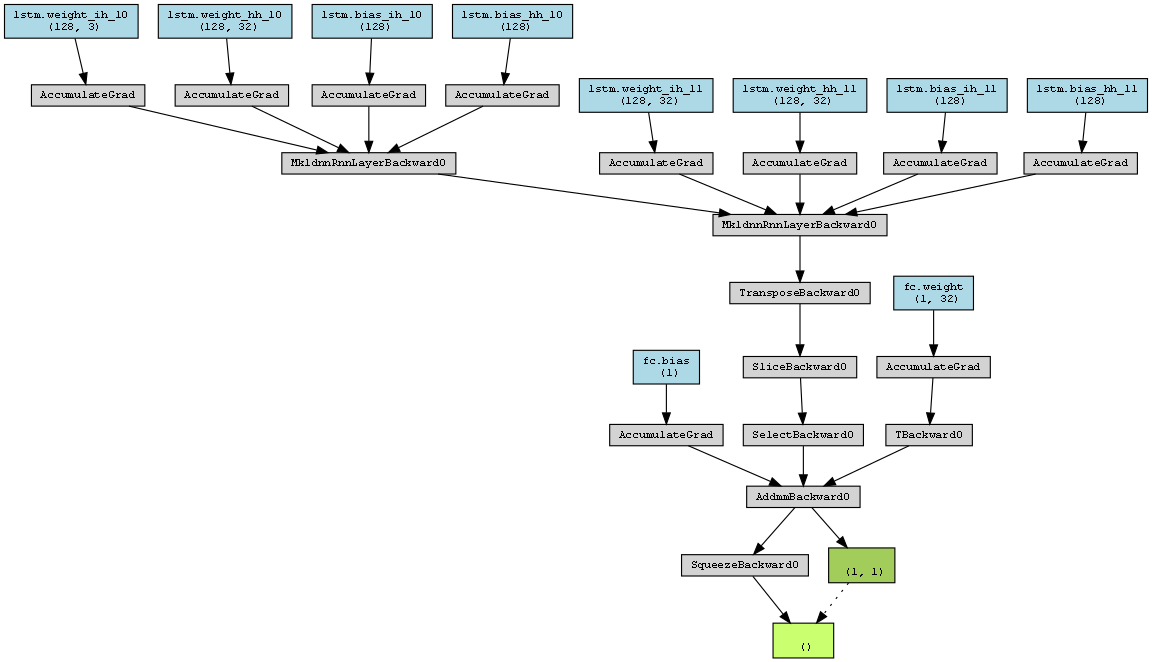 lstm.weight_ih_l0
(128, 3)
lstm.weight_hh_l0
(128, 32)
lstm.bias_ih_l0
(128)
lstm.bias_hh_l0
(128)
AccumulateGrad
AccumulateGrad
AccumulateGrad
AccumulateGrad
lstm.weight_ih_l1
(128, 32)
lstm.weight_hh_l1
(128, 32)
lstm.bias_ih_l1
(128)
lstm.bias_hh_l1
(128)
MkldnnRnnLayerBackward0
AccumulateGrad
AccumulateGrad
AccumulateGrad
AccumulateGrad
MkldnnRnnLayerBackward0
TransposeBackward0
fc.weight
(1, 32)
fc.bias
(1)
SliceBackward0
AccumulateGrad
AccumulateGrad
SelectBackward0
TBackward0
AddmmBackward0
SqueezeBackward0
(1, 1)
()